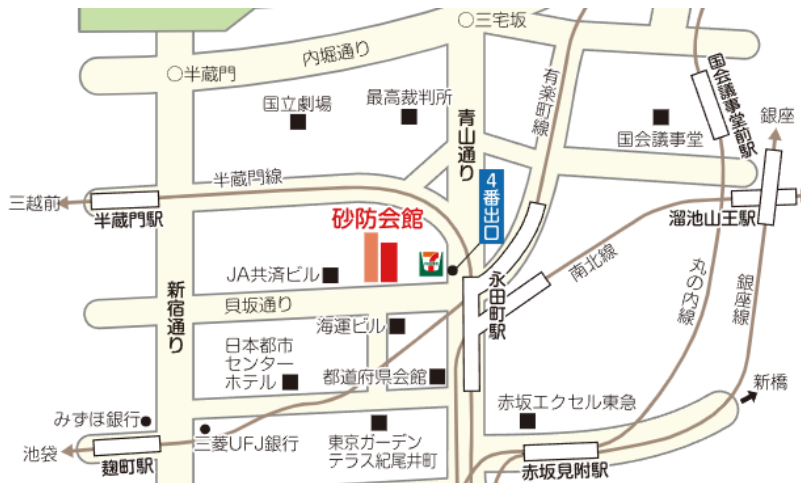 ○三宅坂
内堀通り
○半蔵門
国立劇場
最高裁判所
青山通り
有楽町線
国会議事堂
国会議事堂前駅
銀座
半蔵門線
三越前
半蔵門駅
4番出口
砂防会館
溜池山王駅
JA共済ビル
貝坂通り
新宿通り
海運ビル
永田町駅
南北線
丸の内線
銀座線
日本都市
センター
ホテル
都道府県会館
新橋
みずほ銀行
三菱UFJ銀行
池袋
麹町駅
東京ガーデン
テラス紀尾井町
赤坂エクセル東急
赤坂見附駅